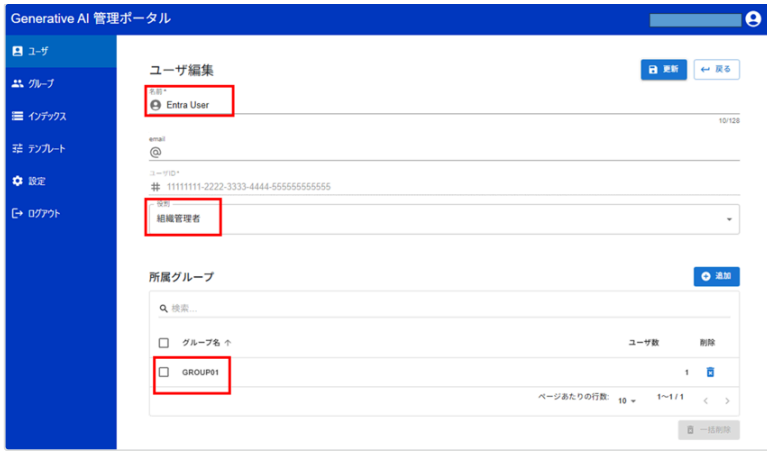 Generative AI 管理ポータル
ユーザ
グループ
インデックス
テンプレート
設定
ログアウト
ユーザ編集
更新
戻る
名前*
Entra User
10/128
email
@
ユーザID*
# 11111111-2222-3333-4444-555555555555
役割
組織管理者
所属グループ
追加
検索...
グループ名 ↑ ユーザ数 削除
GROUP01 1
ページあたりの行数: 10 1~1 / 1
一括削除